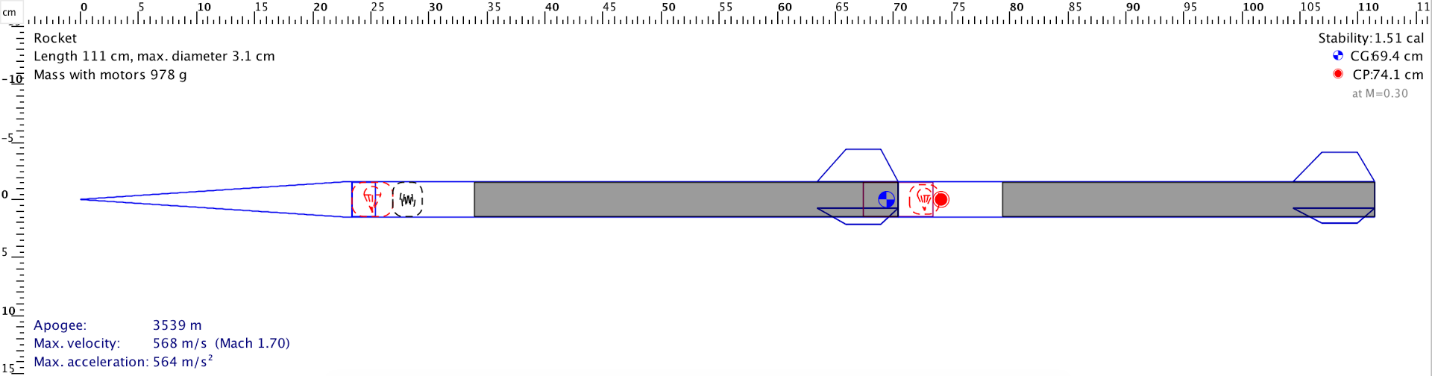 cm
0 5 10 15 20 25 30 35 40 45 50 55 60 65 70 75 80 85 90 95 100 105 110 11
Rocket
Length 111 cm, max. diameter 3.1 cm
Mass with motors 978 g
Stability:1.51 cal
CG:69.4 cm
CP:74.1 cm
at M=0.30
-10
-5
0
5
10
15
Apogee: 3539 m
Max. velocity: 568 m/s (Mach 1.70)
Max. acceleration: 564 m/s²